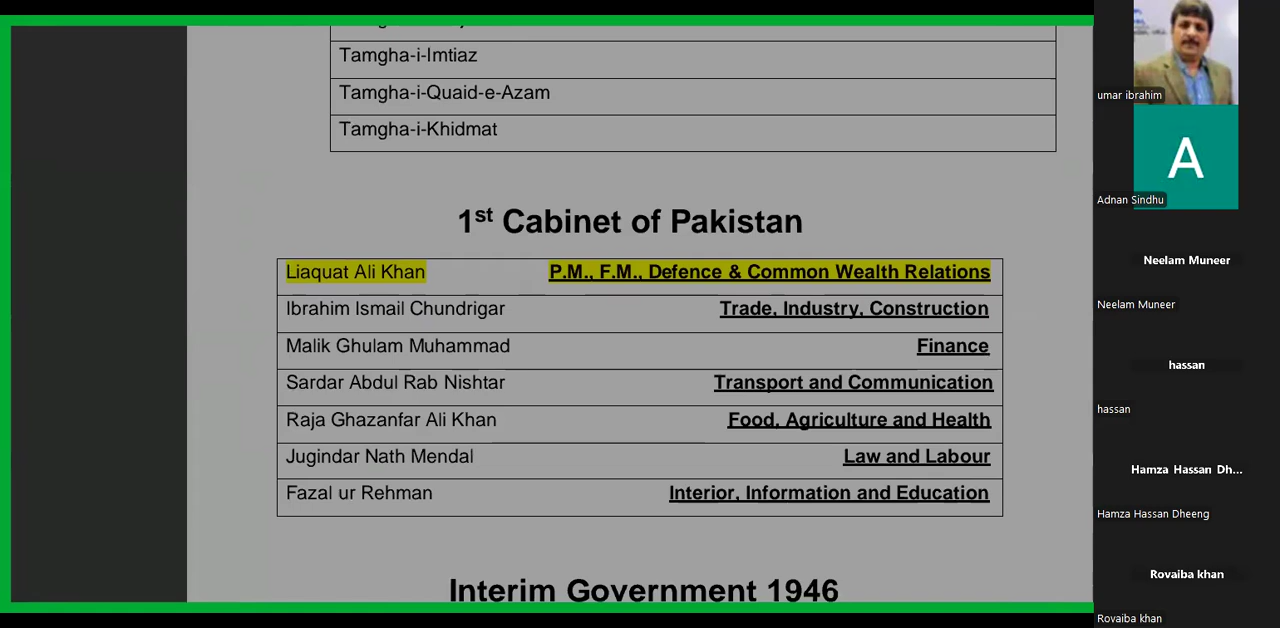 Tamgha-i-Imtiaz
Tamgha-i-Quaid-e-Azam
Tamgha-i-Khidmat
1st Cabinet of Pakistan
Liaquat Ali Khan P.M., F.M., Defence & Common Wealth Relations
Ibrahim Ismail Chundrigar Trade, Industry, Construction
Malik Ghulam Muhammad Finance
Sardar Abdul Rab Nishtar Transport and Communication
Raja Ghazanfar Ali Khan Food, Agriculture and Health
Jugindar Nath Mendal Law and Labour
Fazal ur Rehman Interior, Information and Education
Interim Government 1946
umar ibrahim
A
Adnan Sindhu
Neelam Muneer
Neelam Muneer
hassan
hassan
Hamza Hassan Dh...
Hamza Hassan Dheeng
Rovaiba khan
Rovaiba khan